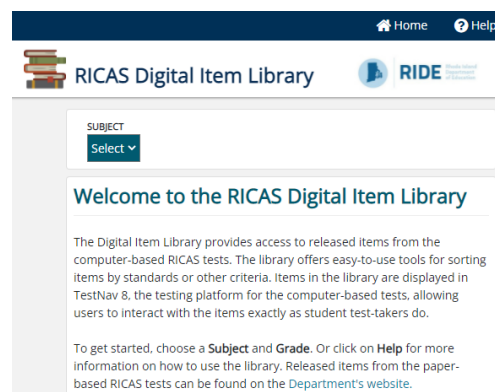 Home Help
RICAS Digital Item Library
RIDE Rhode Island
Department
of Education
SUBJECT
Select
Welcome to the RICAS Digital Item Library
The Digital Item Library provides access to released items from the
computer-based RICAS tests. The library offers easy-to-use tools for sorting
items by standards or other criteria. Items in the library are displayed in
TestNav 8, the testing platform for the computer-based tests, allowing
users to interact with the items exactly as student test-takers do.
To get started, choose a Subject and Grade. Or click on Help for more
information on how to use the library. Released items from the paper-
based RICAS tests can be found on the Department's website.